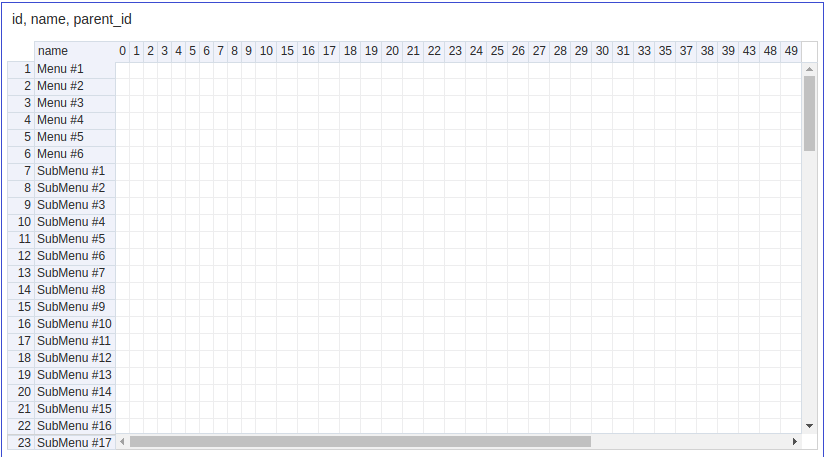 id, name, parent_id
name 0 1 2 3 4 5 6 7 8 9 10 15 16 17 18 19 20 21 22 23 24 25 26 27 28 29 30 31 33 35 37 38 39 43 48 49
1 Menu #1
2 Menu #2
3 Menu #3
4 Menu #4
5 Menu #5
6 Menu #6
7 SubMenu #1
8 SubMenu #2
9 SubMenu #3
10 SubMenu #4
11 SubMenu #5
12 SubMenu #6
13 SubMenu #7
14 SubMenu #8
15 SubMenu #9
16 SubMenu #10
17 SubMenu #11
18 SubMenu #12
19 SubMenu #13
20 SubMenu #14
21 SubMenu #15
22 SubMenu #16
23 SubMenu #17